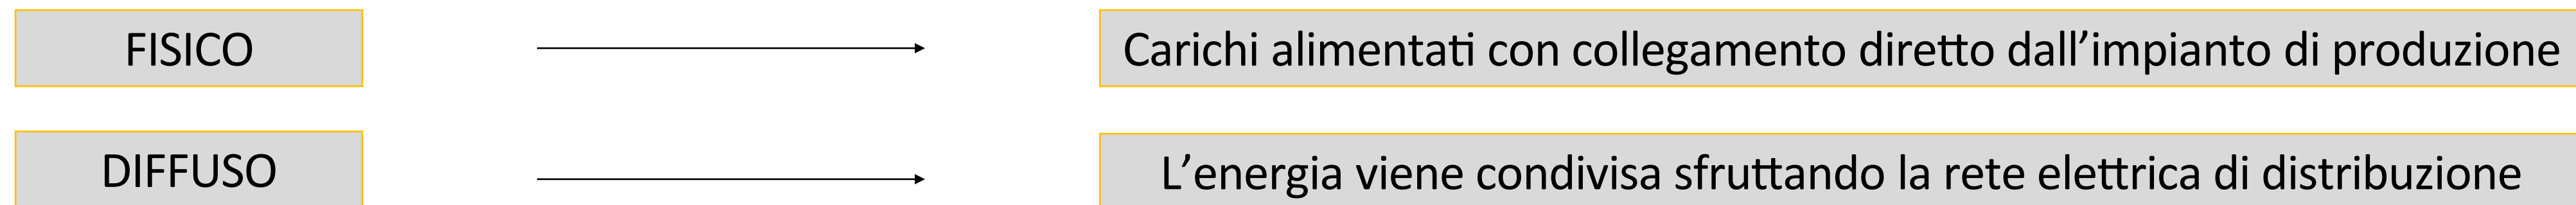 FISICO
Carichi alimentati con collegamento diretto dall’impianto di produzione
DIFFUSO
L’energia viene condivisa sfruttando la rete elettrica di distribuzione